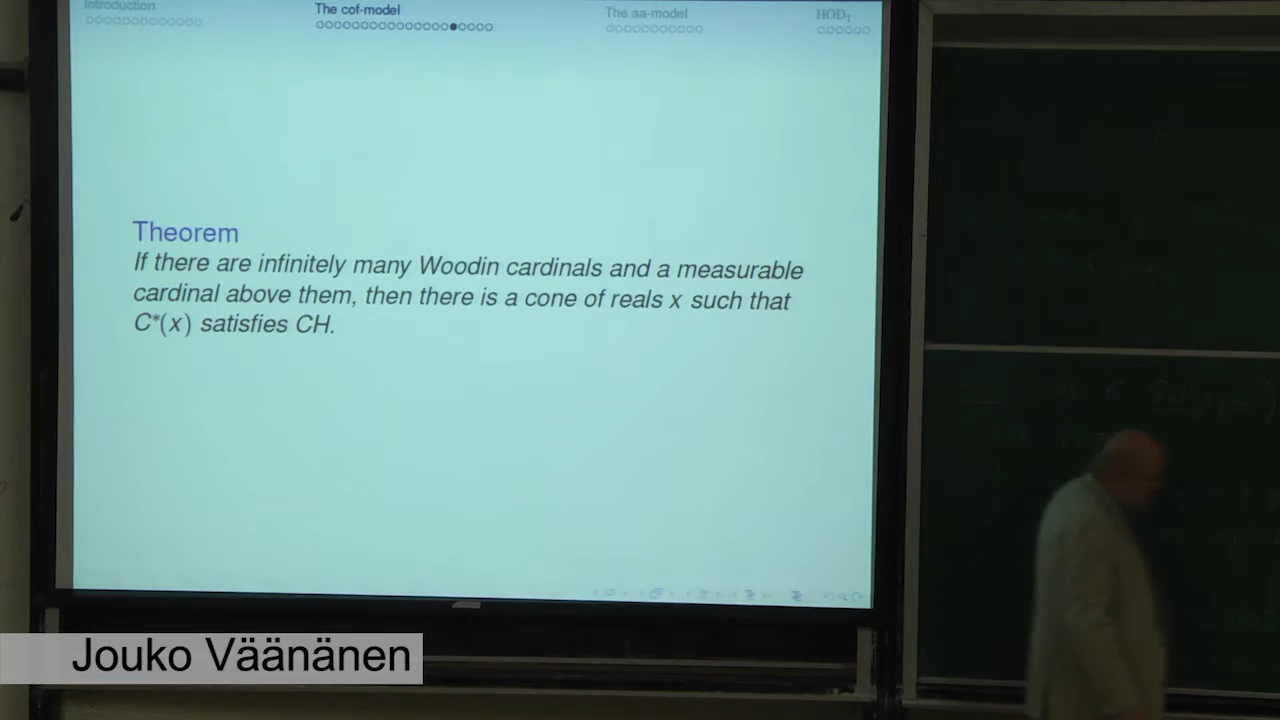 Introduction
The cof-model
The aa-model
HOD₁
Theorem
If there are infinitely many Woodin cardinals and a measurable
cardinal above them, then there is a cone of reals x such that
C*(x) satisfies CH.
Jouko Väänänen